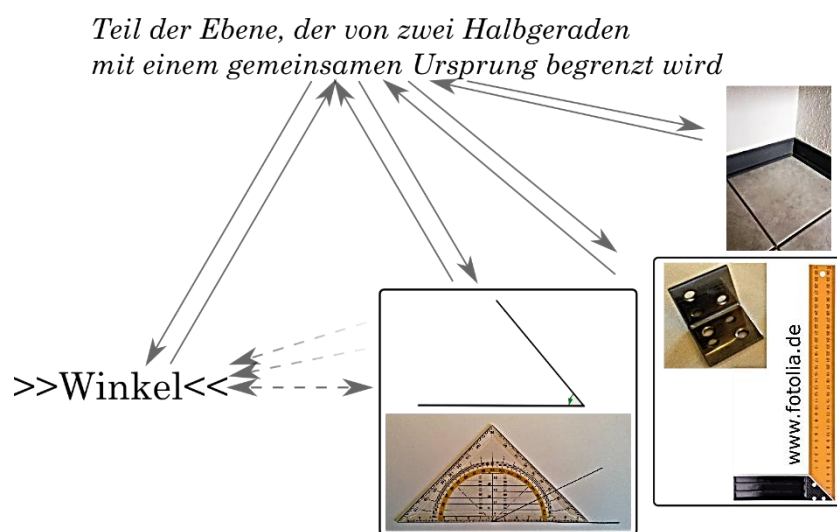 Teil der Ebene, der von zwei Halbgeraden
mit einem gemeinsamen Ursprung begrenzt wird
>>Winkel<<
www.fotolia.de